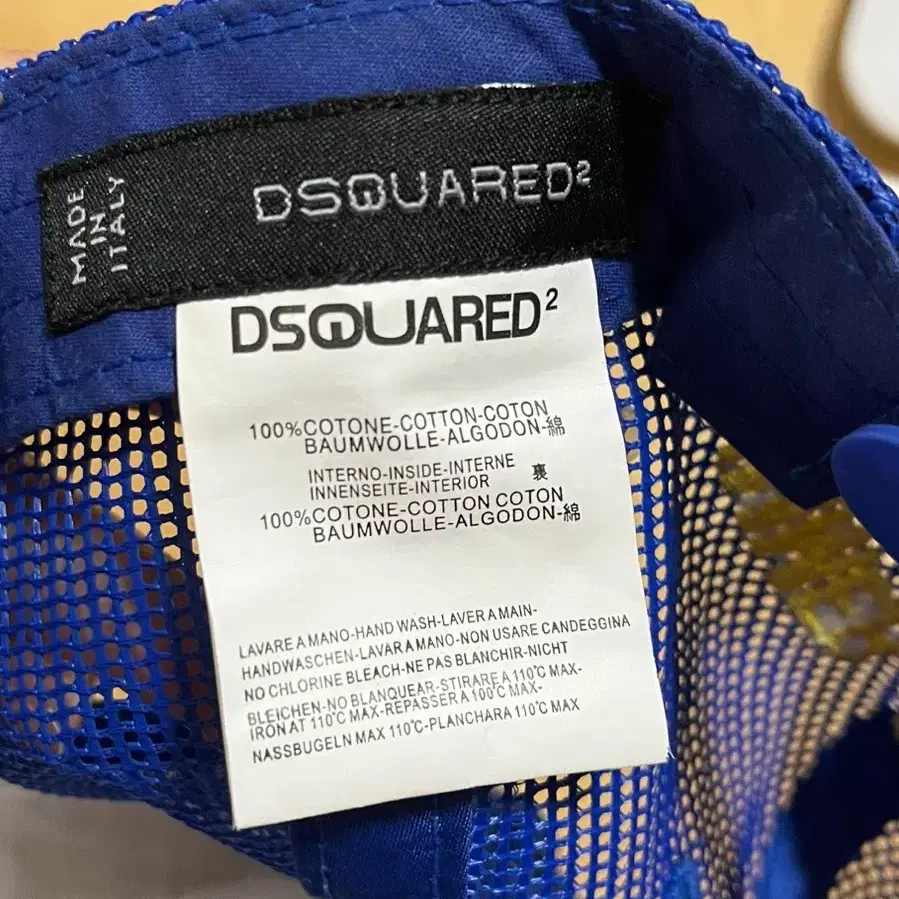 MADE
IN
ITALY
DSQUARED²
DSQUARED²
100%COTONE-COTTON-COTON
BAUMWOLLE-ALGODON-綿
INTERNO-INSIDE-INTERNE
INNENSEITE-INTERIOR 裏
100%COTONE-COTTON COTON
BAUMWOLLE-ALGODON-綿
LAVARE A MANO-HAND WASH-LAVER A MAIN-
HANDWASCHEN-LAVAR A MANO-NON USARE CANDEGGINA
NO CHLORINE BLEACH-NE PAS BLANCHIR-NICHT
BLEICHEN-NO BLANQUEAR-STIRARE A 110°C MAX-
IRON AT 110°C MAX-REPASSER A 100°C MAX-
NASSBUGELN MAX 110°C-PLANCHARA 110°C MAX